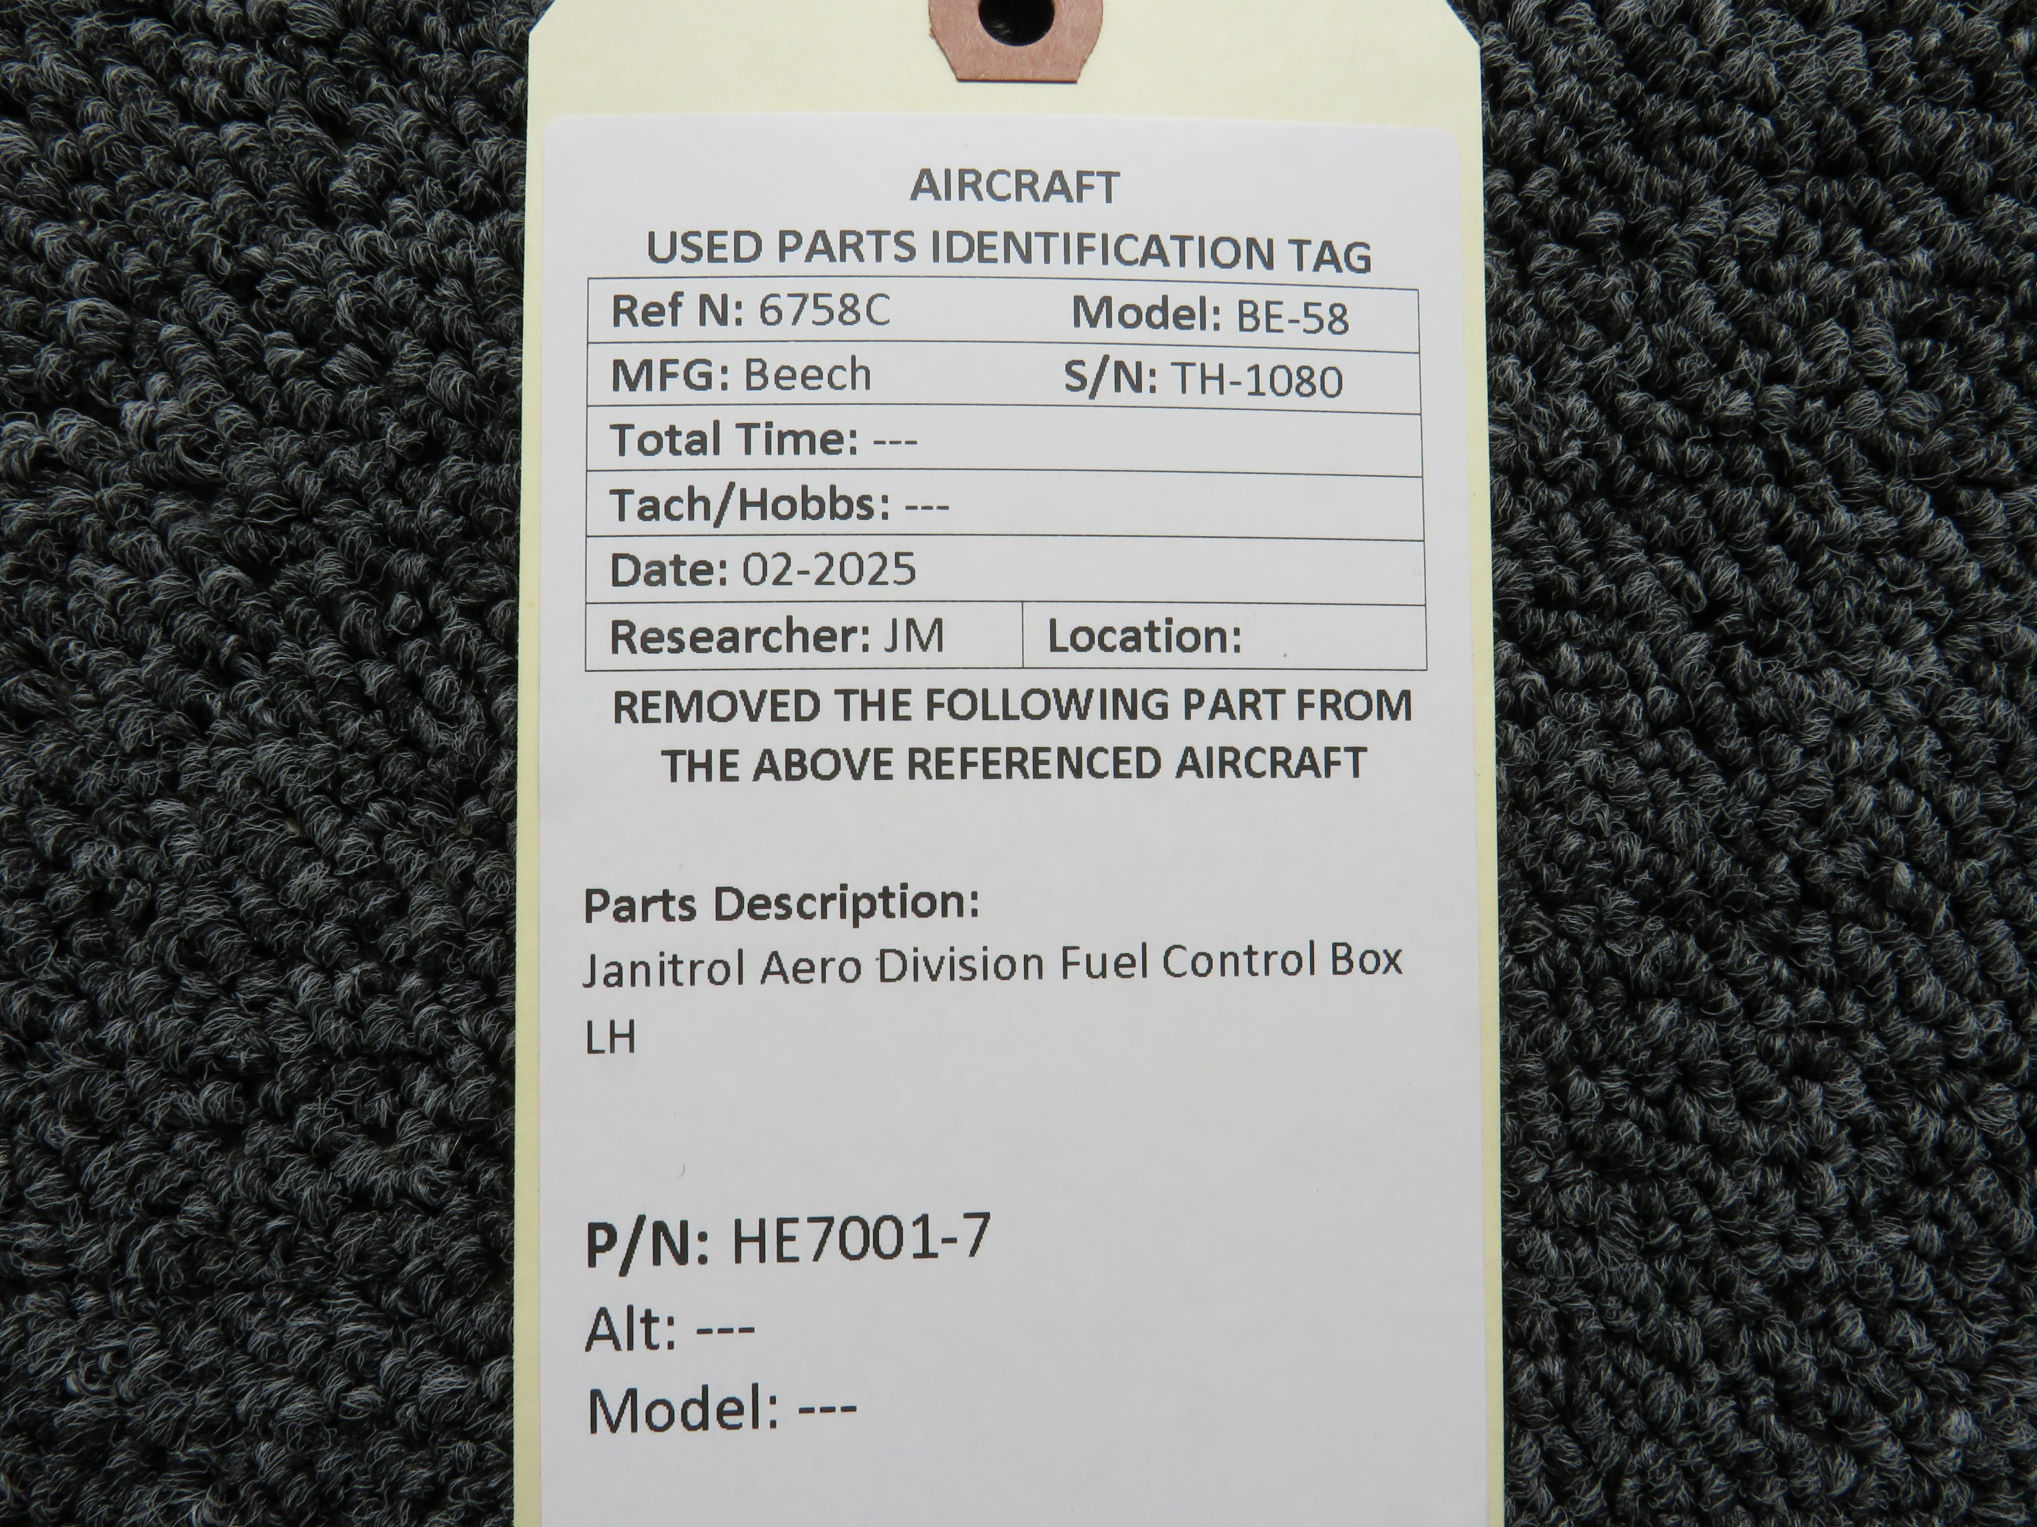 AIRCRAFT
USED PARTS IDENTIFICATION TAG
Ref N: 6758C Model: BE-58
MFG: Beech S/N: TH-1080
Total Time: ---
Tach/Hobbs: ---
Date: 02-2025
Researcher: JM Location:
REMOVED THE FOLLOWING PART FROM
THE ABOVE REFERENCED AIRCRAFT
Parts Description:
Janitrol Aero Division Fuel Control Box
LH
P/N: HE7001-7
Alt: ---
Model: ---